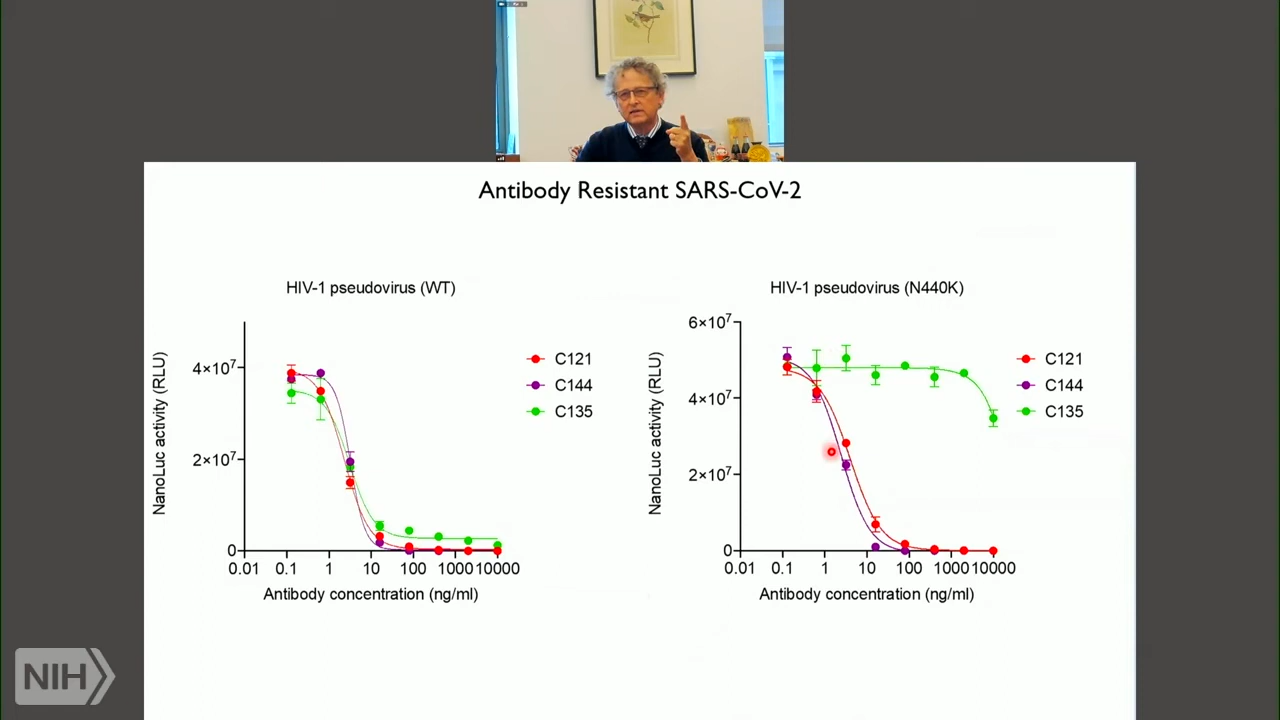 Antibody Resistant SARS-CoV-2
HIV-1 pseudovirus (WT)
NanoLuc activity (RLU)
4×10⁷
2×10⁷
0
0.01 0.1 1 10 100 1000 10000
Antibody concentration (ng/ml)
C121
C144
C135
HIV-1 pseudovirus (N440K)
NanoLuc activity (RLU)
6×10⁷
4×10⁷
2×10⁷
0
0.01 0.1 1 10 100 1000 10000
Antibody concentration (ng/ml)
C121
C144
C135
NIH